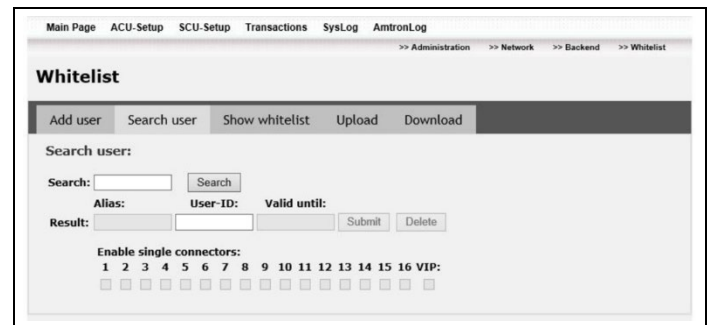 Main Page ACU-Setup SCU-Setup Transactions SysLog AmtronLog
>> Administration >> Network >> Backend >> Whitelist
Whitelist
Add user Search user Show whitelist Upload Download
Search user:
Search: Search
Alias: User-ID: Valid until:
Result: Submit Delete
Enable single connectors:
1 2 3 4 5 6 7 8 9 10 11 12 13 14 15 16 VIP: